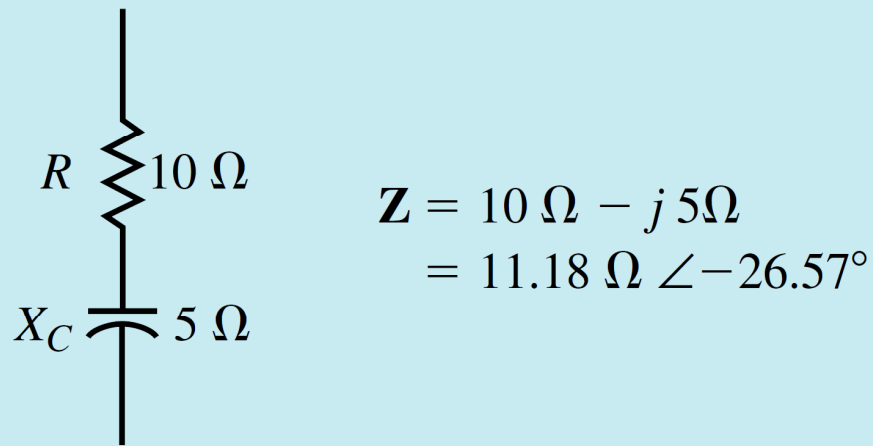 R 10 Ω
X_C 5 Ω
Z = 10 Ω − j 5Ω
= 11.18 Ω ∠−26.57°